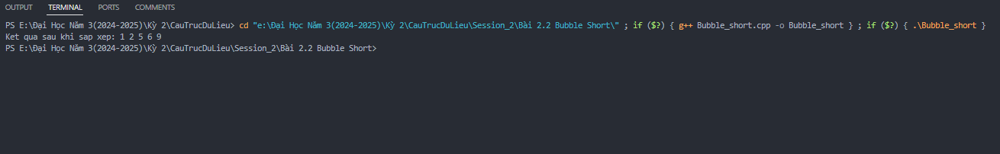 OUTPUT TERMINAL PORTS COMMENTS
PS E:\Đại Học Năm 3(2024-2025)\Kỳ 2\CauTrucDuLieu> cd "e:\Đại Học Năm 3(2024-2025)\Kỳ 2\CauTrucDuLieu\Session_2\Bài 2.2 Bubble Short\" ; if ($?) { g++ Bubble_short.cpp -o Bubble_short } ; if ($?) { .\Bubble_short }
Ket qua sau khi sap xep: 1 2 5 6 9
PS E:\Đại Học Năm 3(2024-2025)\Kỳ 2\CauTrucDuLieu\Session_2\Bài 2.2 Bubble Short>